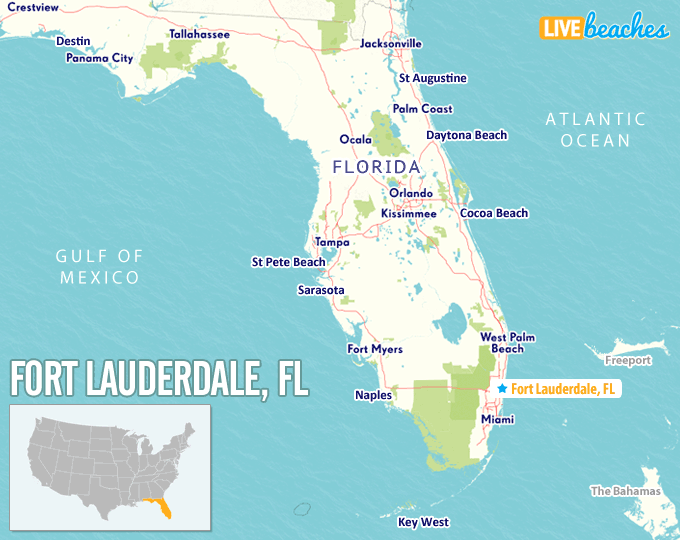 Crestview
LIVE beaches
Destin
Tallahassee
Jacksonville
Panama City
St Augustine
Palm Coast
ATLANTIC
OCEAN
Daytona Beach
Ocala
FLORIDA
Orlando
Kissimmee
Cocoa Beach
Tampa
GULF OF
MEXICO
St Pete Beach
Sarasota
West Palm
Beach
Fort Myers
Freeport
FORT LAUDERDALE, FL
Fort Lauderdale, FL
Naples
Miami
The Bahamas
Key West